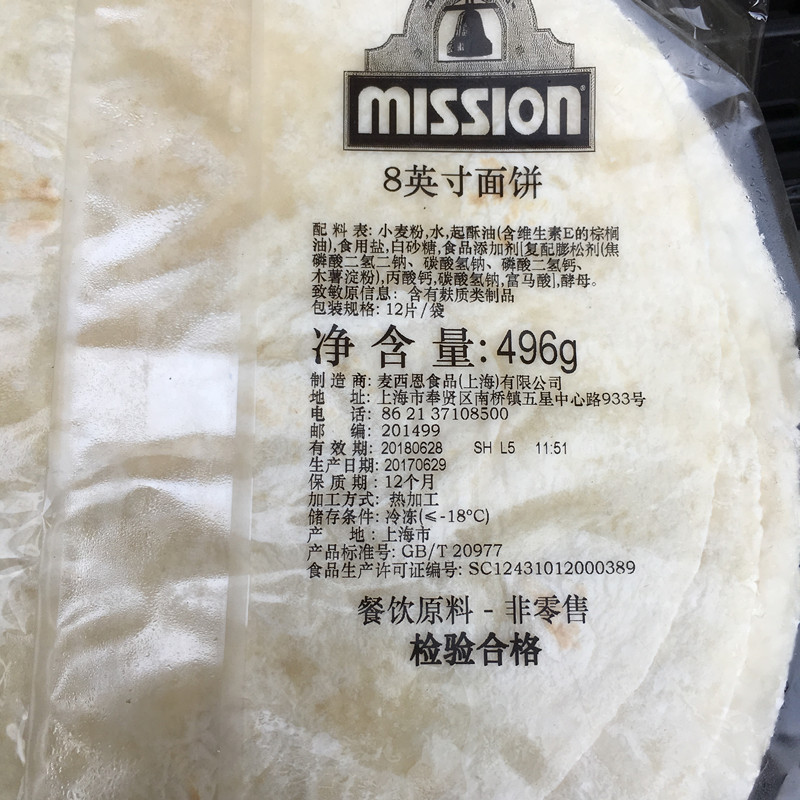 MISSION
8英寸面饼
配 料 表: 小麦粉,水,起酥油(含维生素E的棕榈
油),食用盐,白砂糖,食品添加剂[复配膨松剂(焦
磷酸二氢二钠、碳酸氢钠、磷酸二氢钙、
木薯淀粉),丙酸钙,碳酸氢钠,富马酸],酵母。
致敏原信息: 含有麸质类制品
包装规格: 12片/袋
净 含 量: 496g
制 造 商: 麦西恩食品(上海)有限公司
地 址: 上海市奉贤区南桥镇五星中心路933号
电 话: 86 21 37108500
邮 编: 201499
有 效 期: 20180628 SH L5 11:51
生产日期: 20170629
保 质 期: 12个月
加工方式: 热加工
储存条件: 冷冻(≤-18°C)
产 地: 上海市
产品标准号: GB/T 20977
食品生产许可证编号: SC12431012000389
餐饮原料 - 非零售
检验合格